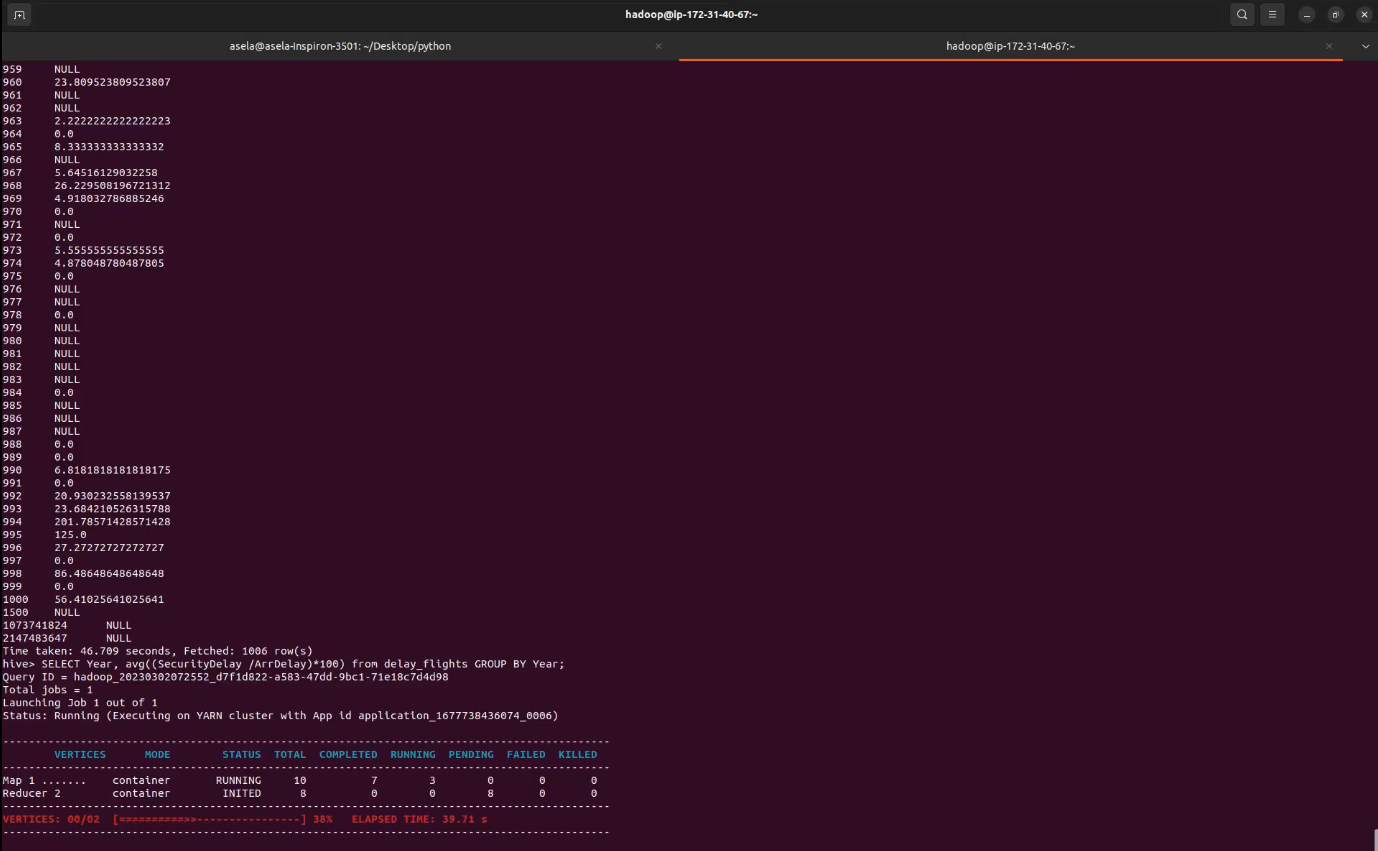 hadoop@ip-172-31-40-67:~
asela@asela-Inspiron-3501: ~/Desktop/python
hadoop@ip-172-31-40-67:~
959 NULL
960 23.809523809523807
961 NULL
962 NULL
963 2.2222222222222223
964 0.0
965 8.333333333333332
966 NULL
967 5.64516129032258
968 26.229508196721312
969 4.918032786885246
970 0.0
971 NULL
972 0.0
973 5.555555555555555
974 4.878048780487805
975 0.0
976 NULL
977 NULL
978 0.0
979 NULL
980 NULL
981 NULL
982 NULL
983 NULL
984 0.0
985 NULL
986 NULL
987 NULL
988 0.0
989 0.0
990 6.8181818181818175
991 0.0
992 20.930232558139537
993 23.684210526315788
994 201.78571428571428
995 125.0
996 27.27272727272727
997 0.0
998 86.48648648648648
999 0.0
1000 56.41025641025641
1500 NULL
1073741824 NULL
2147483647 NULL
Time taken: 46.709 seconds, Fetched: 1006 row(s)
hive> SELECT Year, avg((SecurityDelay /ArrDelay)*100) from delay_flights GROUP BY Year;
Query ID = hadoop_20230302072552_d7f1d822-a583-47dd-9bc1-71e18c7d4d98
Total jobs = 1
Launching Job 1 out of 1
Status: Running (Executing on YARN cluster with App id application_1677738436074_0006)
----------------------------------------------------------------------------------------------
VERTICES MODE STATUS TOTAL COMPLETED RUNNING PENDING FAILED KILLED
----------------------------------------------------------------------------------------------
Map 1 ....... container RUNNING 10 7 3 0 0 0
Reducer 2 container INITED 8 0 0 8 0 0
----------------------------------------------------------------------------------------------
VERTICES: 00/02 [==========>>----------------] 38% ELAPSED TIME: 39.71 s
----------------------------------------------------------------------------------------------